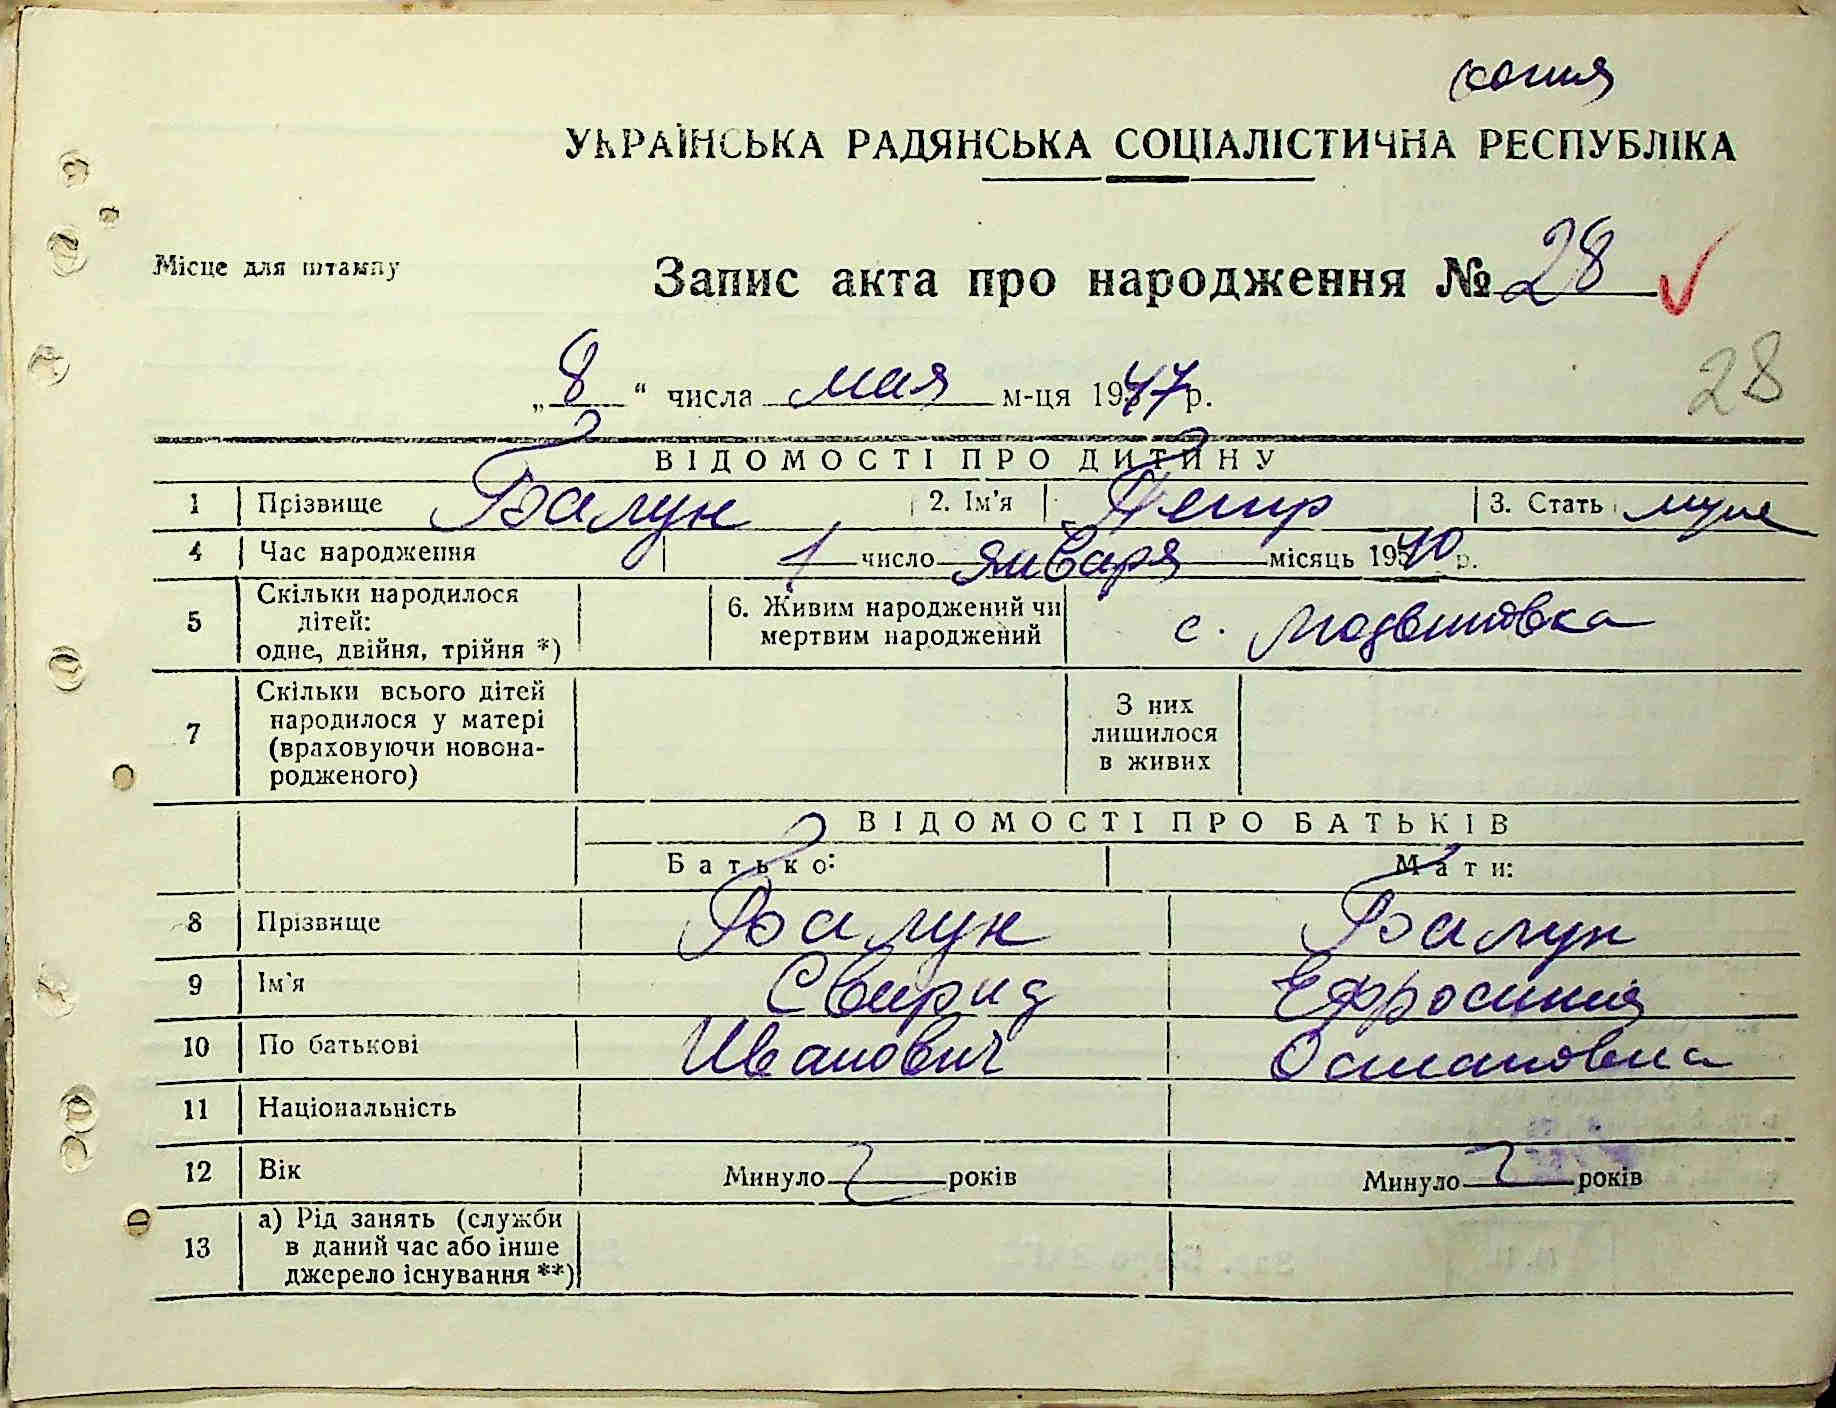 копия
УКРАЇНСЬКА РАДЯНСЬКА СОЦІАЛІСТИЧНА РЕСПУБЛІКА
Місце для штампу
Запис акта про народження № 28
28
„8“ числа мая м-ця 1947 р.
ВІДОМОСТІ ПРО ДИТИНУ
1 Прізвище Балун 2. Ім'я Петр 3. Стать муж
4 Час народження 1 число января місяць 1940 р.
5 Скільки народилося дітей: одне, двійня, трійня *) 6. Живим народжений чи мертвим народжений с. Мотвиновка
7 Скільки всього дітей народилося у матері (враховуючи новонародженого) З них лишилося в живих
ВІДОМОСТІ ПРО БАТЬКІВ
Батько: Мати:
8 Прізвище Балун Балун
9 Ім'я Свирид Ефросиния
10 По батькові Иванович Остаповна
11 Національність
12 Вік Минуло років Минуло років
13 а) Рід занять (служби в даний час або інше джерело існування **)